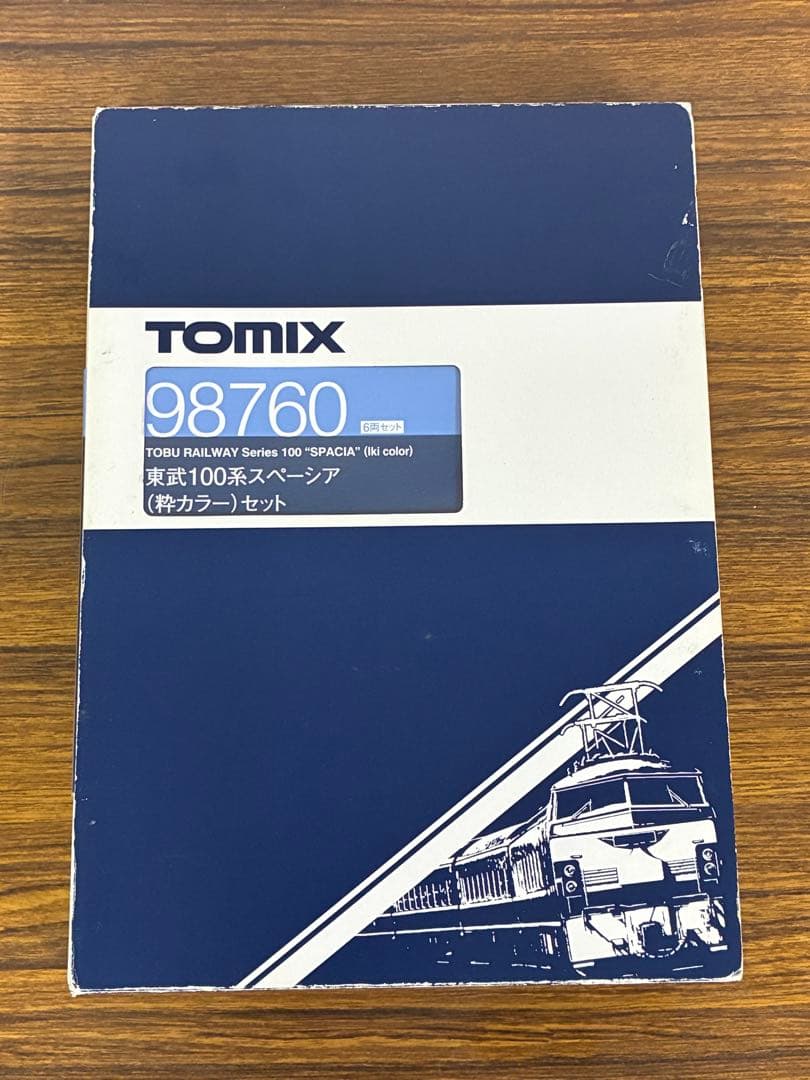 TOMIX
98760 6両セット
TOBU RAILWAY Series 100 “SPACIA” (Iki color)
東武100系スペーシア
(粋カラー)セット